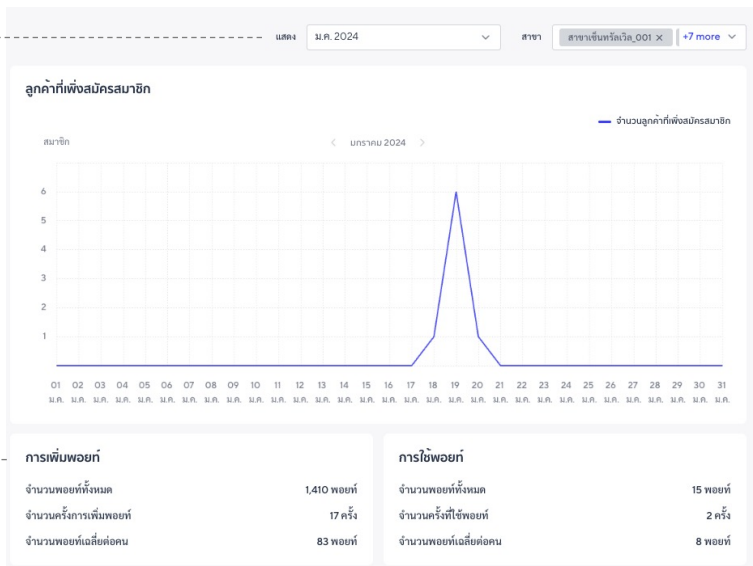 แสดง ม.ค. 2024 สาขา สาขาเซ็นทรัลเวิล_001 × +7 more
ลูกค้าที่เพิ่งสมัครสมาชิก
จำนวนลูกค้าที่เพิ่งสมัครสมาชิก
สมาชิก < มกราคม 2024 >
6
5
4
3
2
1
01 02 03 04 05 06 07 08 09 10 11 12 13 14 15 16 17 18 19 20 21 22 23 24 25 26 27 28 29 30 31
ม.ค. ม.ค. ม.ค. ม.ค. ม.ค. ม.ค. ม.ค. ม.ค. ม.ค. ม.ค. ม.ค. ม.ค. ม.ค. ม.ค. ม.ค. ม.ค. ม.ค. ม.ค. ม.ค. ม.ค. ม.ค. ม.ค. ม.ค. ม.ค. ม.ค. ม.ค. ม.ค. ม.ค. ม.ค. ม.ค. ม.ค.
การเพิ่มพอยท์
จำนวนพอยท์ทั้งหมด 1,410 พอยท์
จำนวนครั้งการเพิ่มพอยท์ 17 ครั้ง
จำนวนพอยท์เฉลี่ยต่อคน 83 พอยท์
การใช้พอยท์
จำนวนพอยท์ทั้งหมด 15 พอยท์
จำนวนครั้งที่ใช้พอยท์ 2 ครั้ง
จำนวนพอยท์เฉลี่ยต่อคน 8 พอยท์